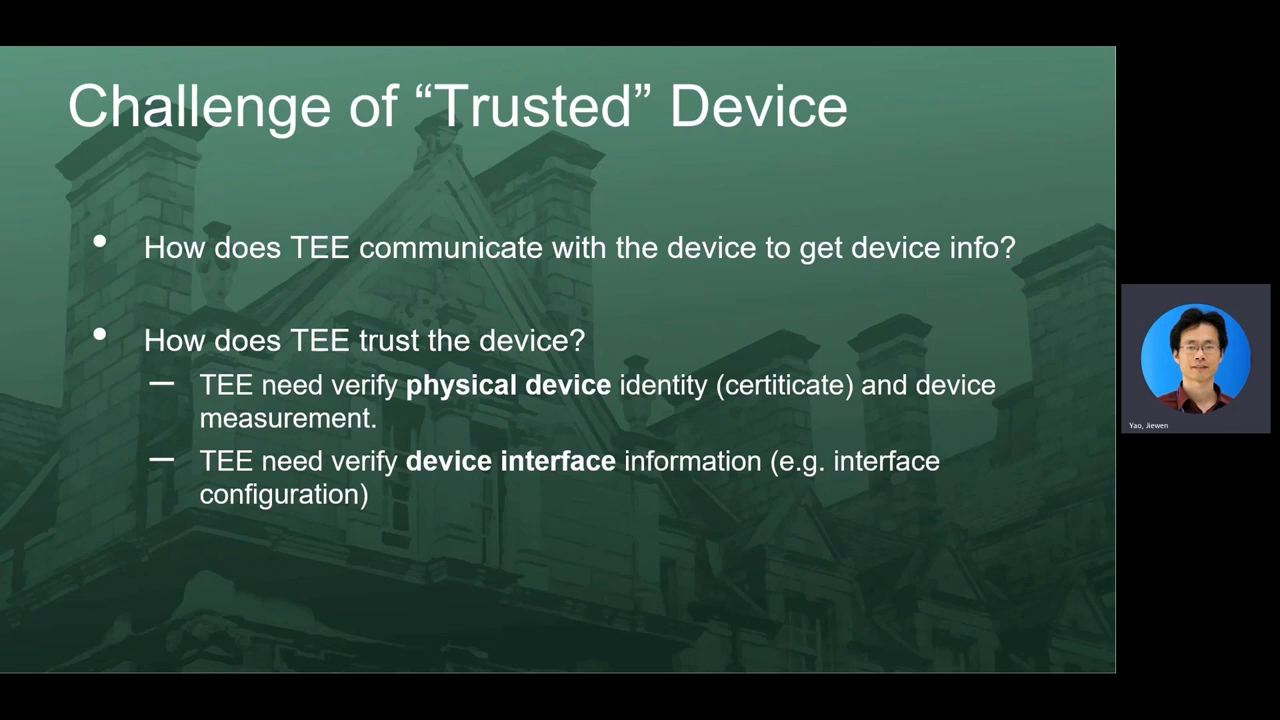 Challenge of “Trusted” Device
• How does TEE communicate with the device to get device info?
• How does TEE trust the device?
– TEE need verify physical device identity (certiticate) and device
measurement.
– TEE need verify device interface information (e.g. interface
configuration)
Yao, Jiewen